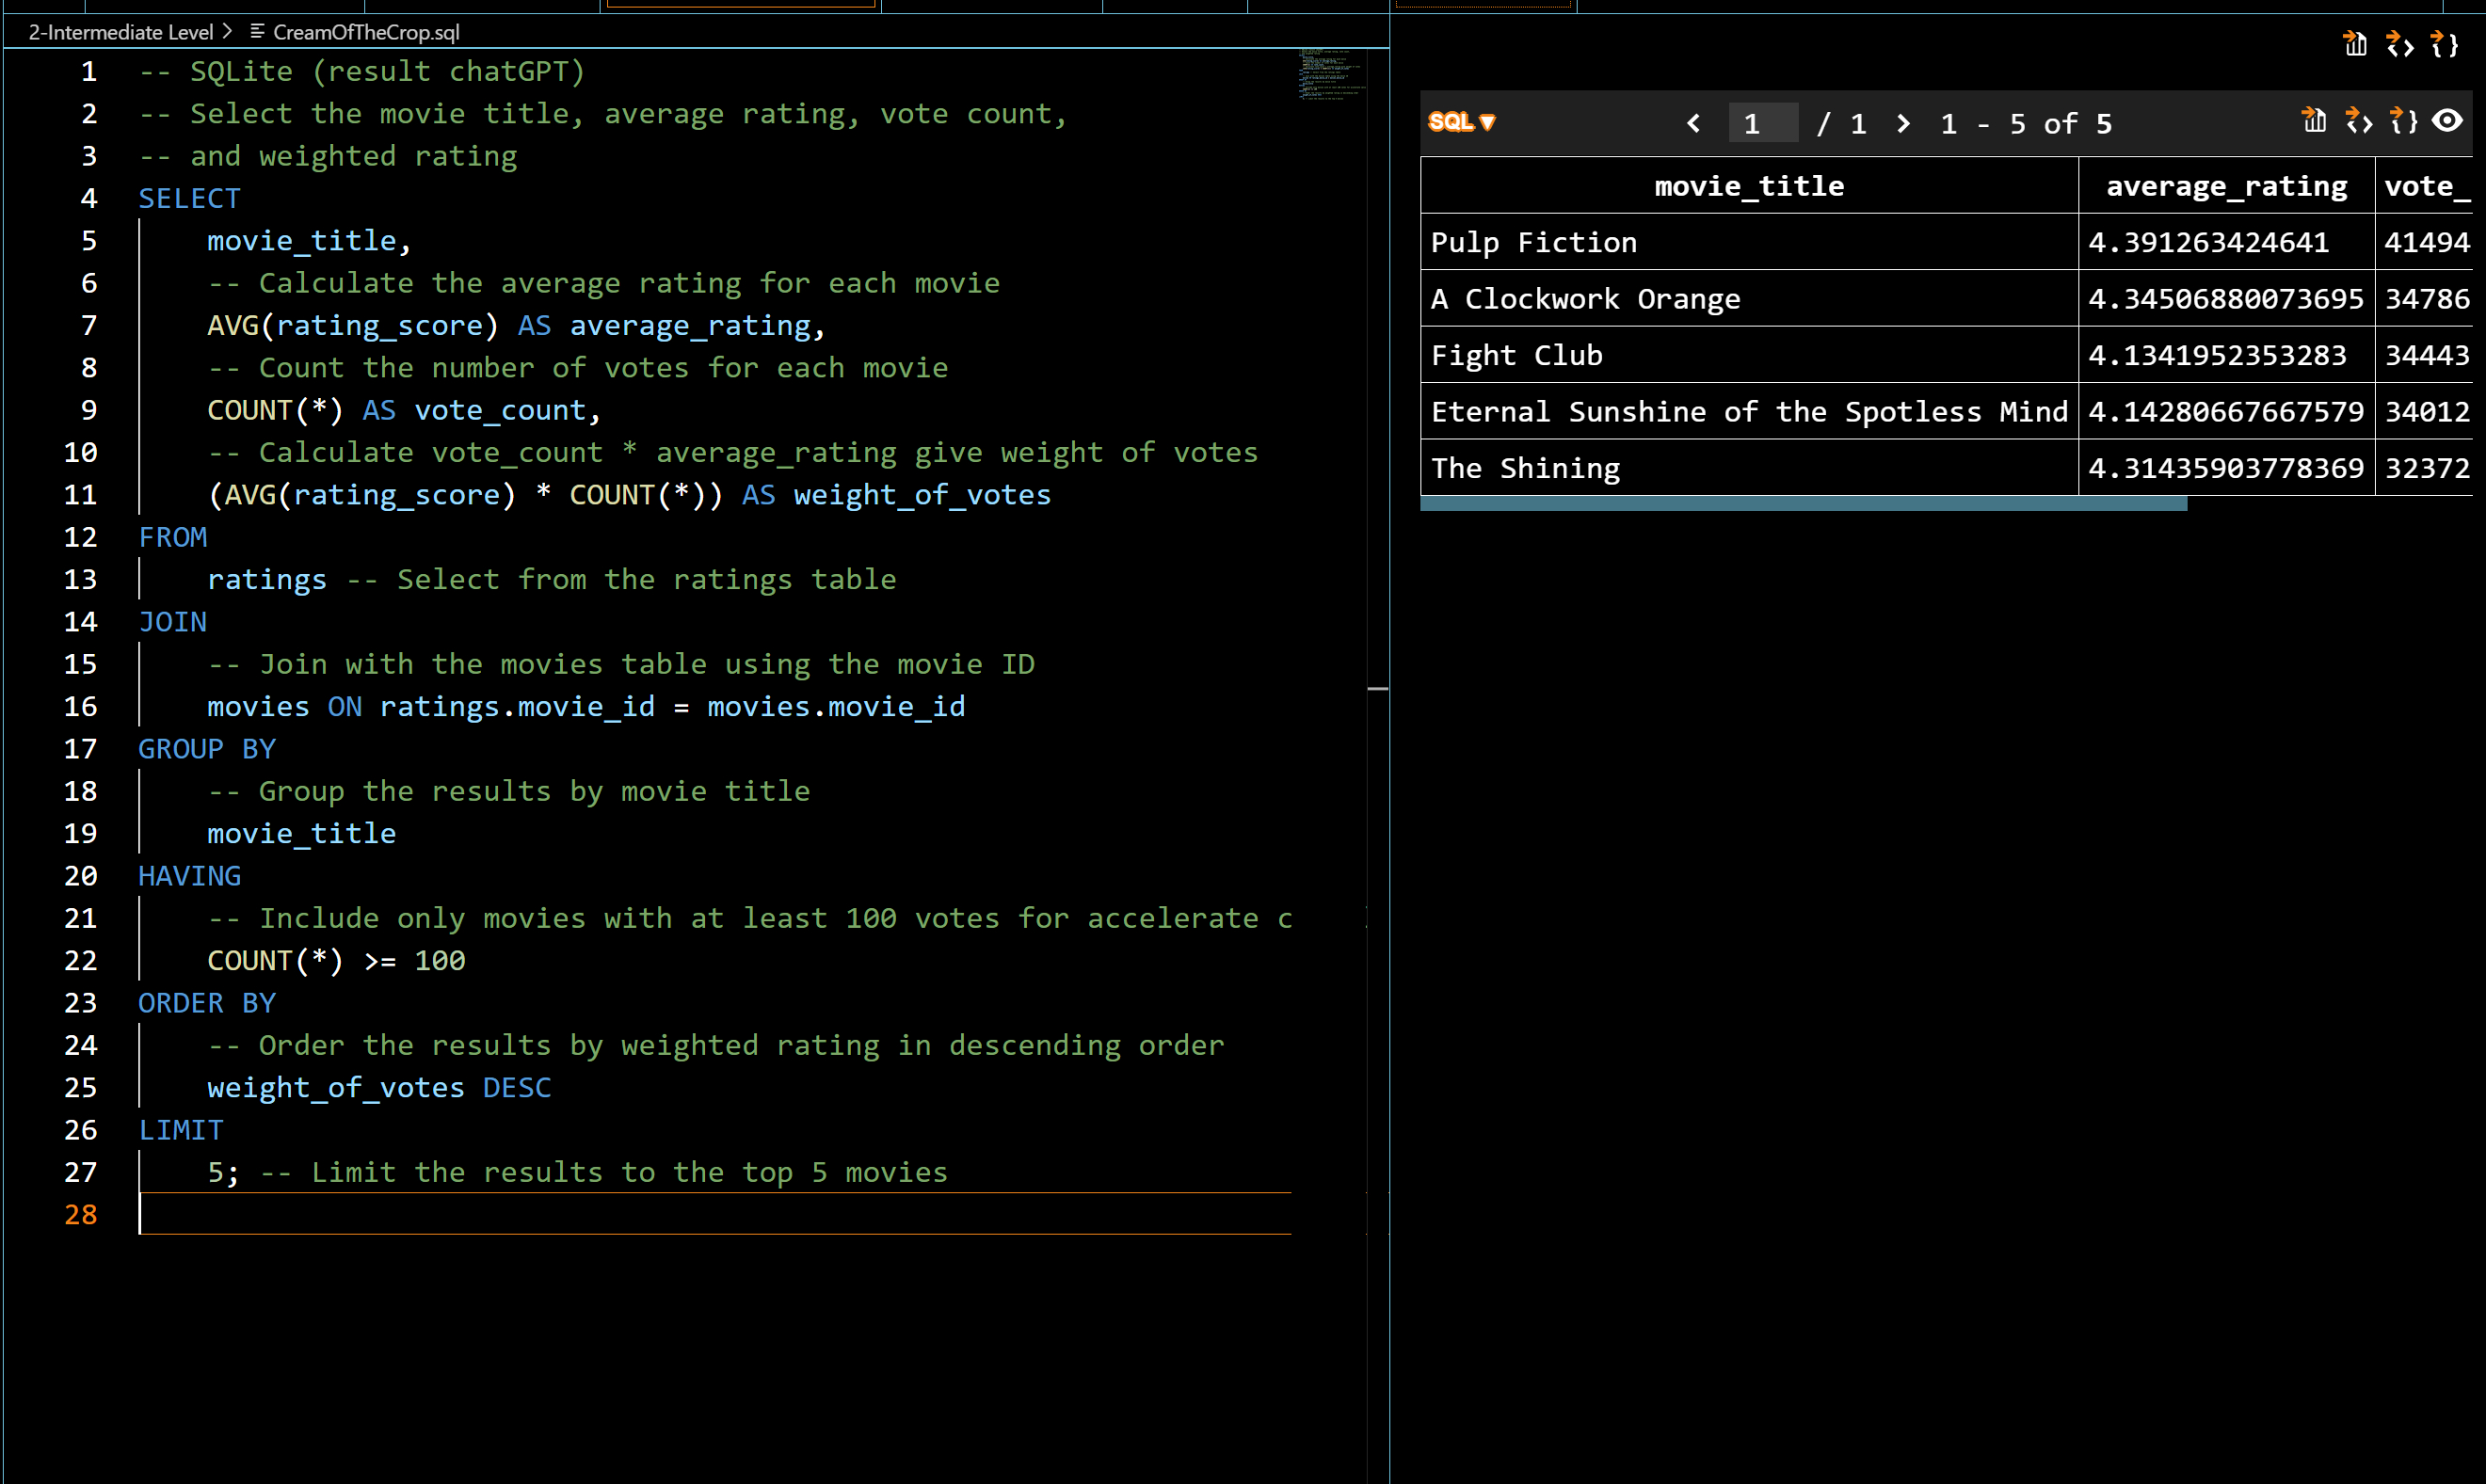 2-Intermediate Level > CreamOfTheCrop.sql
1 -- SQLite (result chatGPT)
2 -- Select the movie title, average rating, vote count,
3 -- and weighted rating
4 SELECT
5 movie_title,
6 -- Calculate the average rating for each movie
7 AVG(rating_score) AS average_rating,
8 -- Count the number of votes for each movie
9 COUNT(*) AS vote_count,
10 -- Calculate vote_count * average_rating give weight of votes
11 (AVG(rating_score) * COUNT(*)) AS weight_of_votes
12 FROM
13 ratings -- Select from the ratings table
14 JOIN
15 -- Join with the movies table using the movie ID
16 movies ON ratings.movie_id = movies.movie_id
17 GROUP BY
18 -- Group the results by movie title
19 movie_title
20 HAVING
21 -- Include only movies with at least 100 votes for accelerate c
22 COUNT(*) >= 100
23 ORDER BY
24 -- Order the results by weighted rating in descending order
25 weight_of_votes DESC
26 LIMIT
27 5; -- Limit the results to the top 5 movies
28
SQL ▼ < 1 / 1 > 1 - 5 of 5
movie_title average_rating vote_
Pulp Fiction 4.391263424641 41494
A Clockwork Orange 4.34506880073695 34786
Fight Club 4.1341952353283 34443
Eternal Sunshine of the Spotless Mind 4.14280667667579 34012
The Shining 4.31435903778369 32372